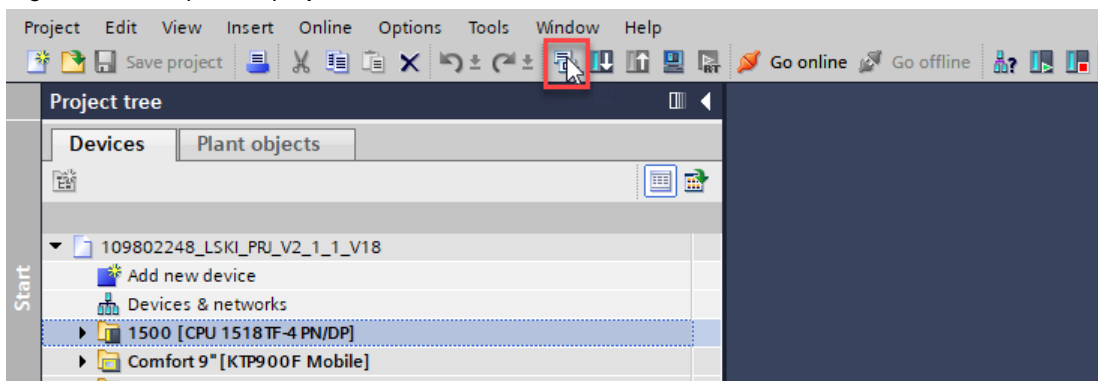 Project Edit View Insert Online Options Tools Window Help
Save project Go online Go offline
Project tree
Devices Plant objects
109802248_LSKI_PRJ_V2_1_1_V18
Add new device
Devices & networks
1500 [CPU 1518TF-4 PN/DP]
Comfort 9" [KTP900F Mobile]
Start